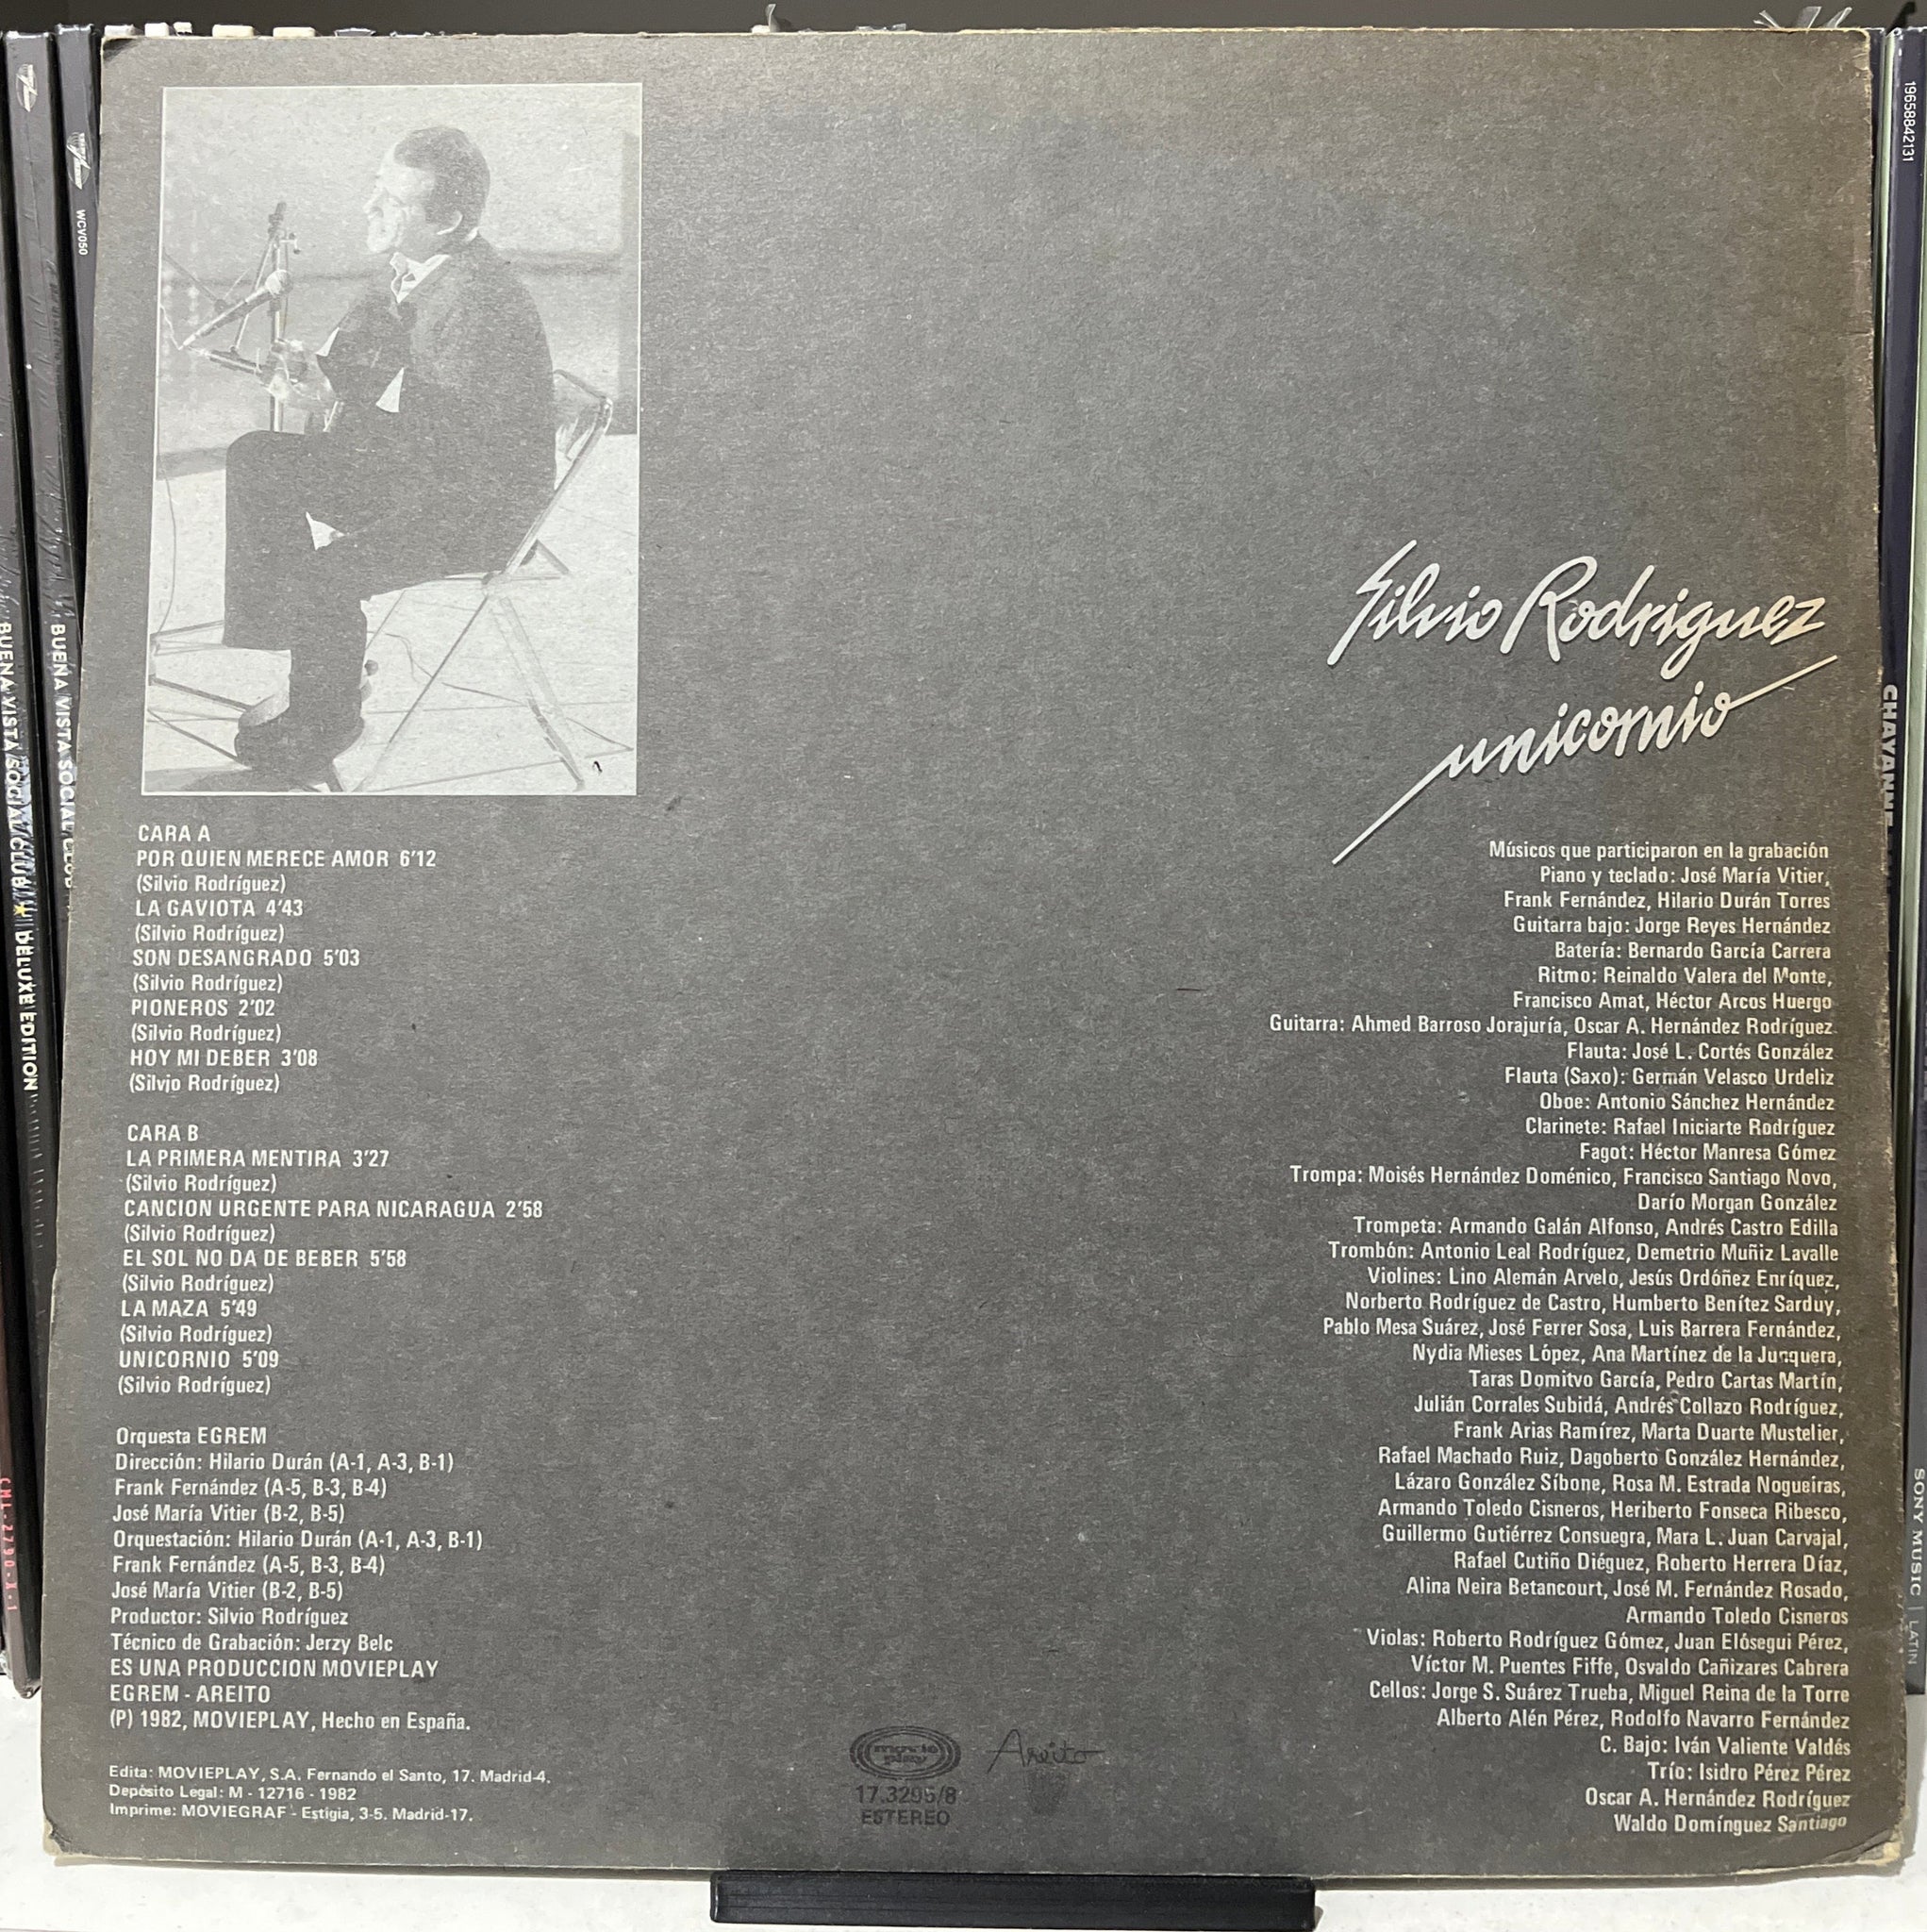 Silvio Rodriguez
unicornio
CARA A
POR QUIEN MERECE AMOR 6'12
(Silvio Rodríguez)
LA GAVIOTA 4'43
(Silvio Rodríguez)
SON DESANGRADO 5'03
(Silvio Rodríguez)
PIONEROS 2'02
(Silvio Rodríguez)
HOY MI DEBER 3'08
(Silvio Rodríguez)
CARA B
LA PRIMERA MENTIRA 3'27
(Silvio Rodríguez)
CANCION URGENTE PARA NICARAGUA 2'58
(Silvio Rodríguez)
EL SOL NO DA DE BEBER 5'58
(Silvio Rodríguez)
LA MAZA 5'49
(Silvio Rodríguez)
UNICORNIO 5'09
(Silvio Rodríguez)
Orquesta EGREM
Dirección: Hilario Durán (A-1, A-3, B-1)
Frank Fernández (A-5, B-3, B-4)
José María Vitier (B-2, B-5)
Orquestación: Hilario Durán (A-1, A-3, B-1)
Frank Fernández (A-5, B-3, B-4)
José María Vitier (B-2, B-5)
Productor: Silvio Rodríguez
Técnico de Grabación: Jerzy Belc
ES UNA PRODUCCION MOVIEPLAY
EGREM - AREITO
(P) 1982, MOVIEPLAY, Hecho en España.
Edita: MOVIEPLAY, S.A. Fernando el Santo, 17. Madrid-4.
Depósito Legal: M - 12716 - 1982
Imprime: MOVIEGRAF - Estigia, 3-5. Madrid-17.
movie play
17.3295/8
ESTEREO
Areito
Músicos que participaron en la grabación
Piano y teclado: José María Vitier,
Frank Fernández, Hilario Durán Torres
Guitarra bajo: Jorge Reyes Hernández
Batería: Bernardo García Carrera
Ritmo: Reinaldo Valera del Monte,
Francisco Amat, Héctor Arcos Huergo
Guitarra: Ahmed Barroso Jorajuría, Oscar A. Hernández Rodríguez
Flauta: José L. Cortés González
Flauta (Saxo): Germán Velasco Urdeliz
Oboe: Antonio Sánchez Hernández
Clarinete: Rafael Iniciarte Rodríguez
Fagot: Héctor Manresa Gómez
Trompa: Moisés Hernández Doménico, Francisco Santiago Novo,
Darío Morgan González
Trompeta: Armando Galán Alfonso, Andrés Castro Edilla
Trombón: Antonio Leal Rodríguez, Demetrio Muñiz Lavalle
Violines: Lino Alemán Arvelo, Jesús Ordóñez Enríquez,
Norberto Rodríguez de Castro, Humberto Benítez Sarduy,
Pablo Mesa Suárez, José Ferrer Sosa, Luis Barrera Fernández,
Nydia Mieses López, Ana Martínez de la Junquera,
Taras Domitvo García, Pedro Cartas Martín,
Julián Corrales Subidá, Andrés Collazo Rodríguez,
Frank Arias Ramírez, Marta Duarte Mustelier,
Rafael Machado Ruiz, Dagoberto González Hernández,
Lázaro González Síbone, Rosa M. Estrada Nogueiras,
Armando Toledo Cisneros, Heriberto Fonseca Ribesco,
Guillermo Gutiérrez Consuegra, Mara L. Juan Carvajal,
Rafael Cutiño Diéguez, Roberto Herrera Díaz,
Alina Neira Betancourt, José M. Fernández Rosado,
Armando Toledo Cisneros
Violas: Roberto Rodríguez Gómez, Juan Elósegui Pérez,
Víctor M. Puentes Fiffe, Osvaldo Cañizares Cabrera
Cellos: Jorge S. Suárez Trueba, Miguel Reina de la Torre
Alberto Alén Pérez, Rodolfo Navarro Fernández
C. Bajo: Iván Valiente Valdés
Trío: Isidro Pérez Pérez
Oscar A. Hernández Rodríguez
Waldo Domínguez Santiago
BUENA VISTA SOCIAL CLUB ★ DELUXE EDITION
WCV050
BUENA VISTA SOCIAL CLUB
19658842131
CHAYANNE
SONY MUSIC | LATIN